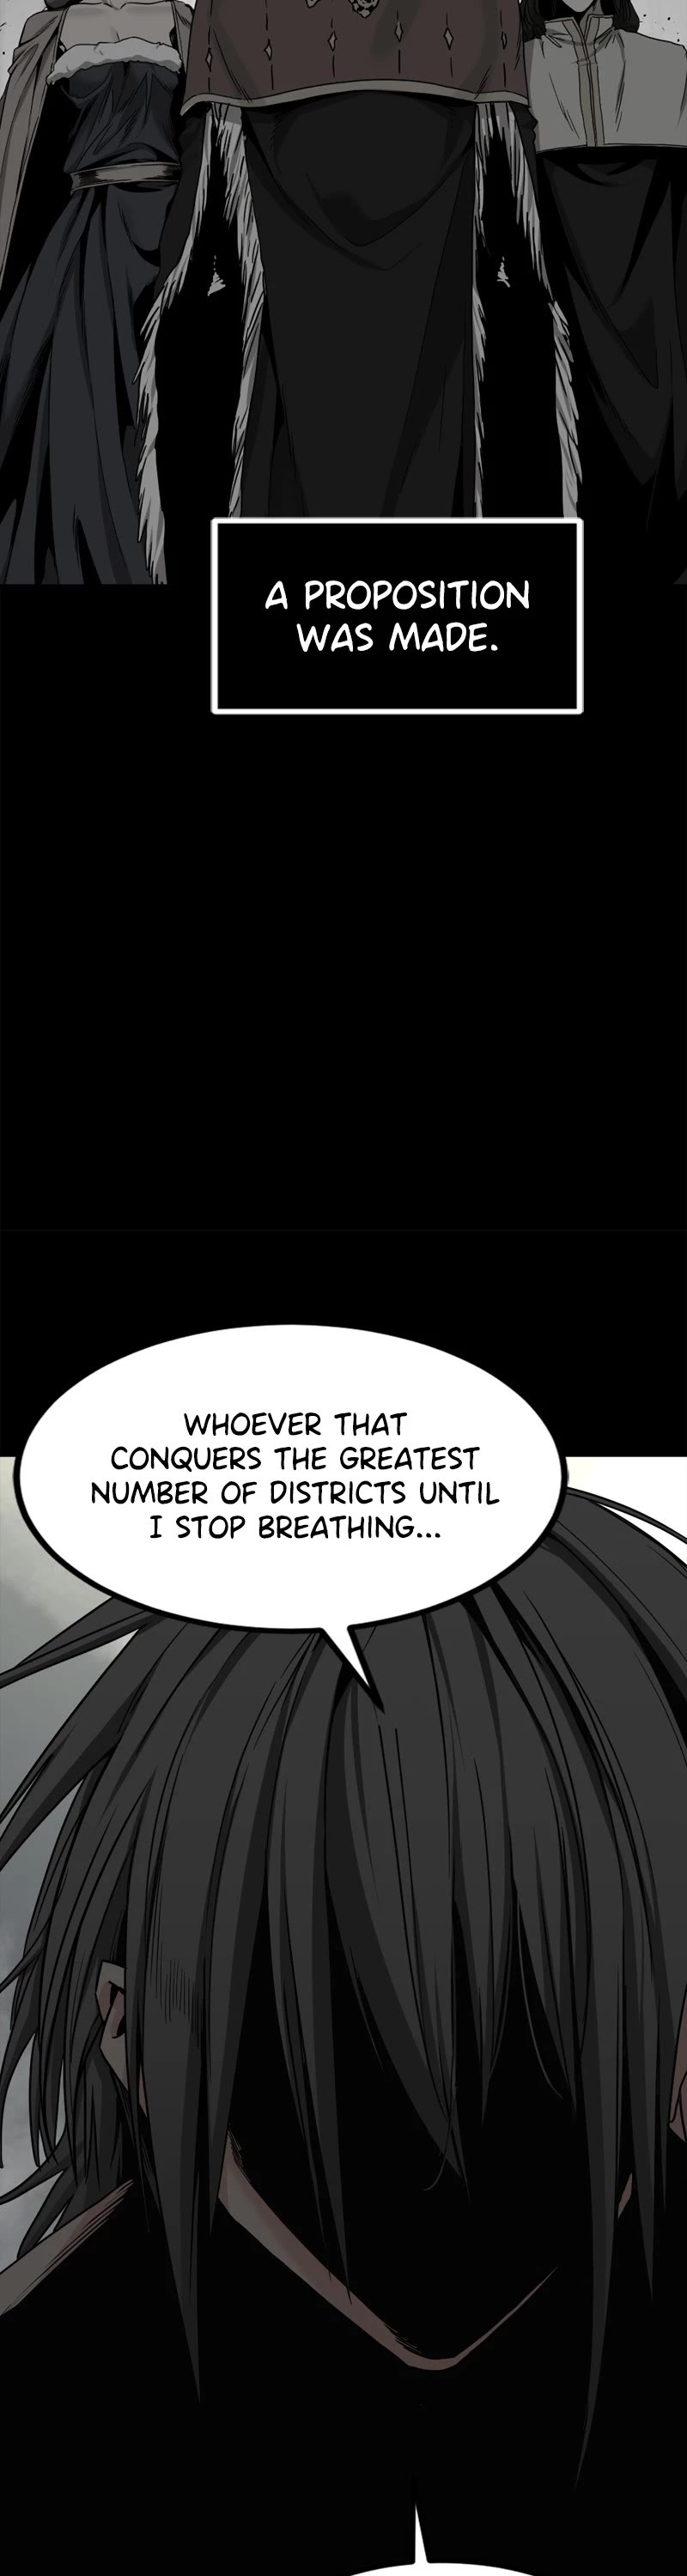 A PROPOSITION
WAS MADE.
WHOEVER THAT
CONQUERS THE GREATEST
NUMBER OF DISTRICTS UNTIL
I STOP BREATHING...